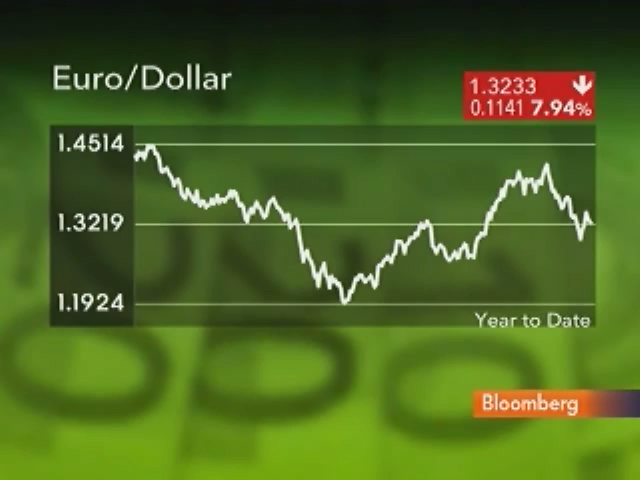 Euro/Dollar
1.3233
0.1141 7.94%
1.4514
1.3219
1.1924
Year to Date
Bloomberg